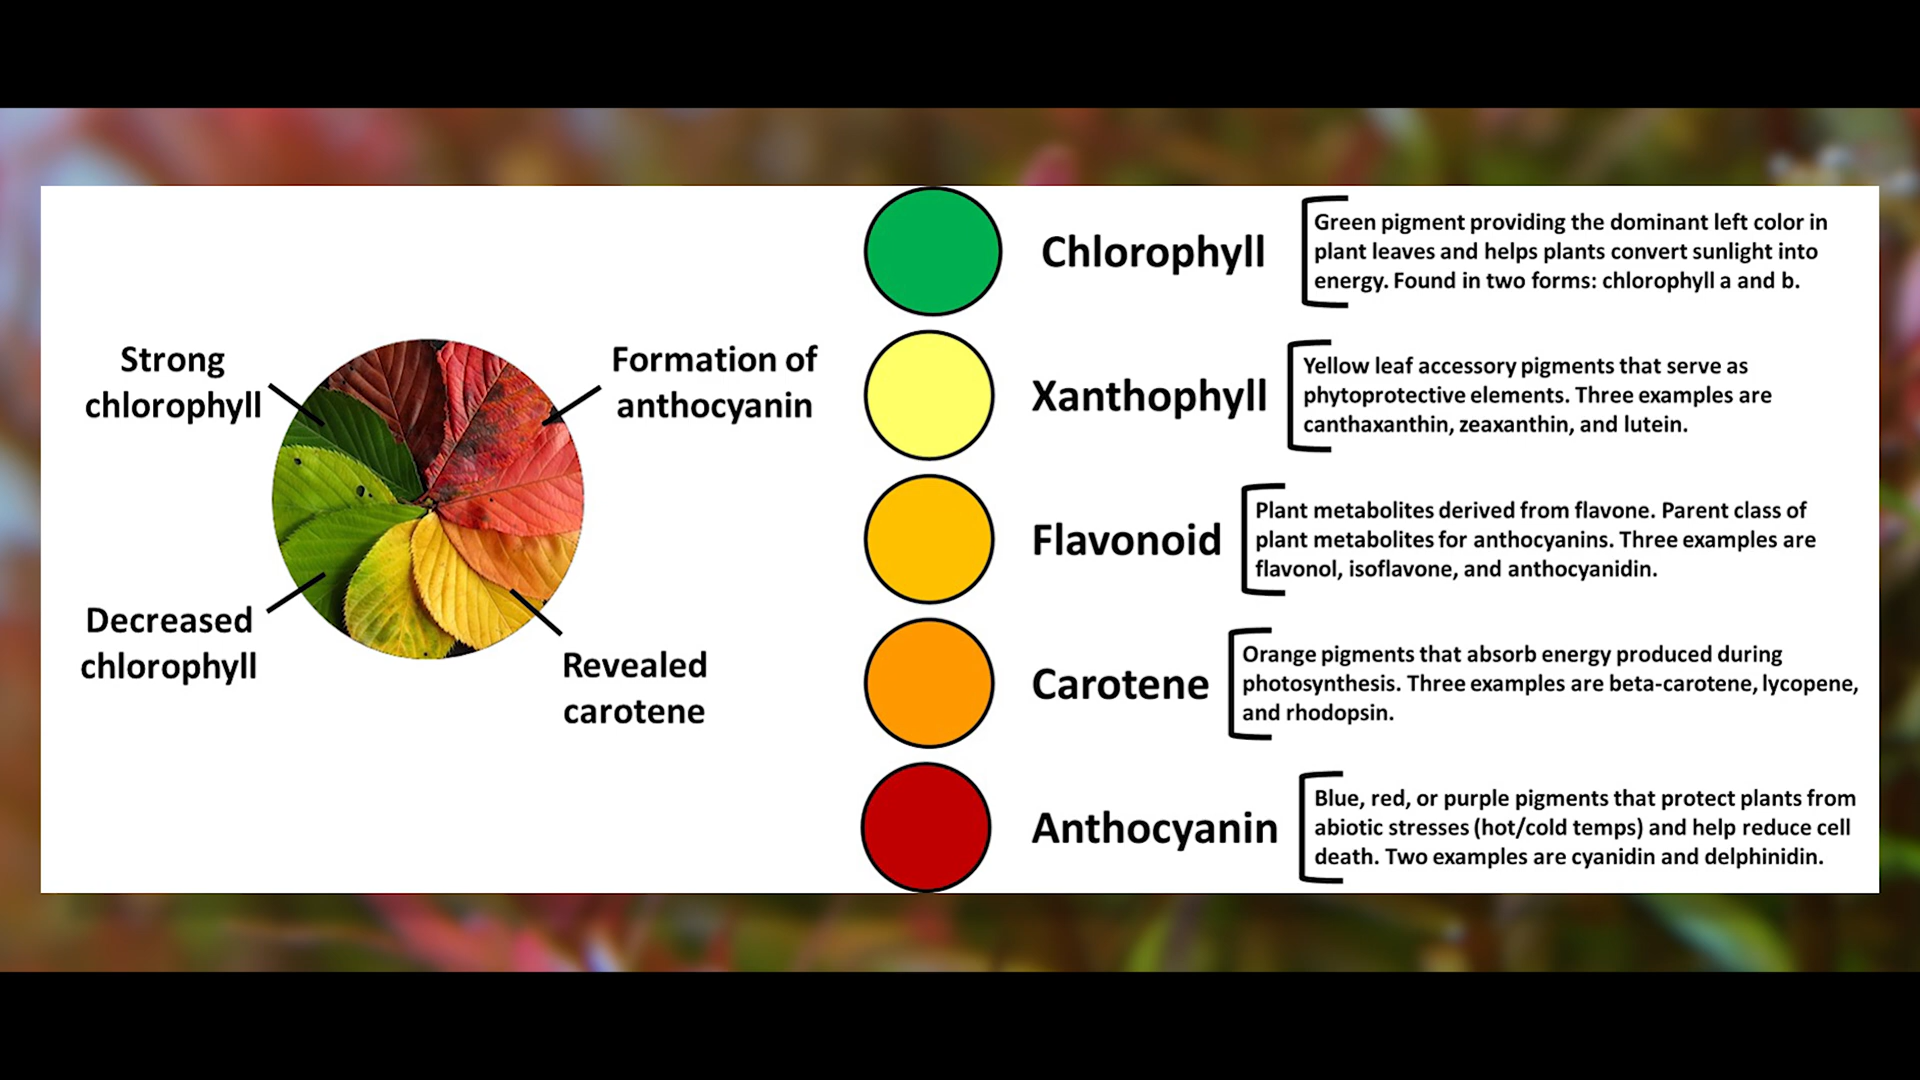 Strong
chlorophyll
Formation of
anthocyanin
Decreased
chlorophyll
Revealed
carotene
Chlorophyll
Green pigment providing the dominant left color in
plant leaves and helps plants convert sunlight into
energy. Found in two forms: chlorophyll a and b.
Xanthophyll
Yellow leaf accessory pigments that serve as
phytoprotective elements. Three examples are
canthaxanthin, zeaxanthin, and lutein.
Flavonoid
Plant metabolites derived from flavone. Parent class of
plant metabolites for anthocyanins. Three examples are
flavonol, isoflavone, and anthocyanidin.
Carotene
Orange pigments that absorb energy produced during
photosynthesis. Three examples are beta-carotene, lycopene,
and rhodopsin.
Anthocyanin
Blue, red, or purple pigments that protect plants from
abiotic stresses (hot/cold temps) and help reduce cell
death. Two examples are cyanidin and delphinidin.